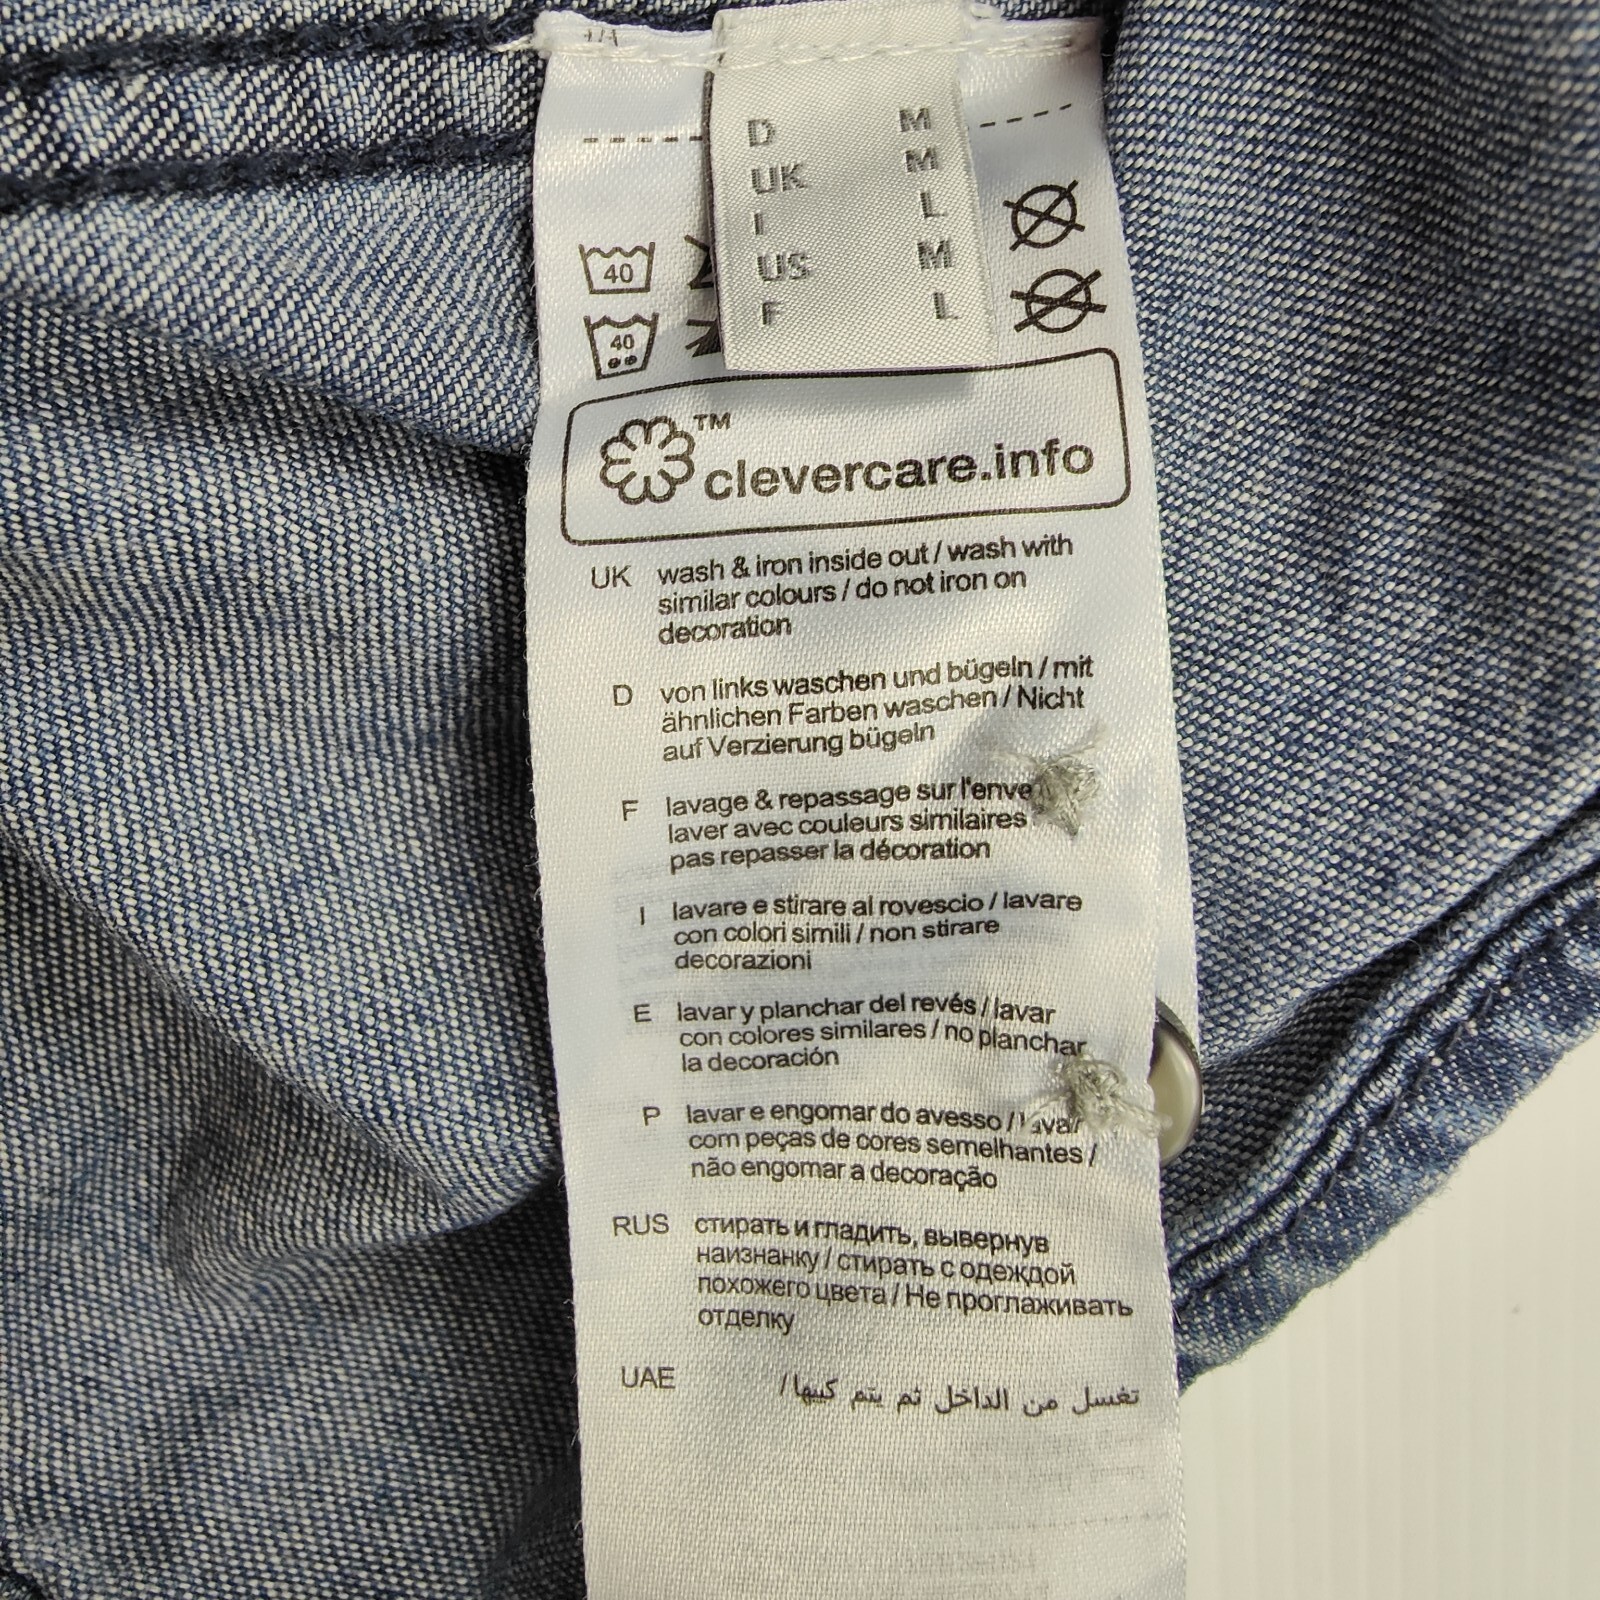 D M
UK M
I L
US M
F L
40
40
TM
clevercare.info
UK wash & iron inside out / wash with
similar colours / do not iron on
decoration
D von links waschen und bügeln / mit
ähnlichen Farben waschen / Nicht
auf Verzierung bügeln
F lavage & repassage sur l'enve
laver avec couleurs similaires
pas repasser la décoration
I lavare e stirare al rovescio / lavare
con colori simili / non stirare
decorazioni
E lavar y planchar del revés / lavar
con colores similares / no planchar
la decoración
P lavar e engomar do avesso / lavar
com peças de cores semelhantes /
não engomar a decoração
RUS стирать и гладить, вывернув
наизнанку / стирать с одеждой
похожего цвета / Не проглаживать
отделку
UAE تغسل من الداخل ثم يتم كييها/